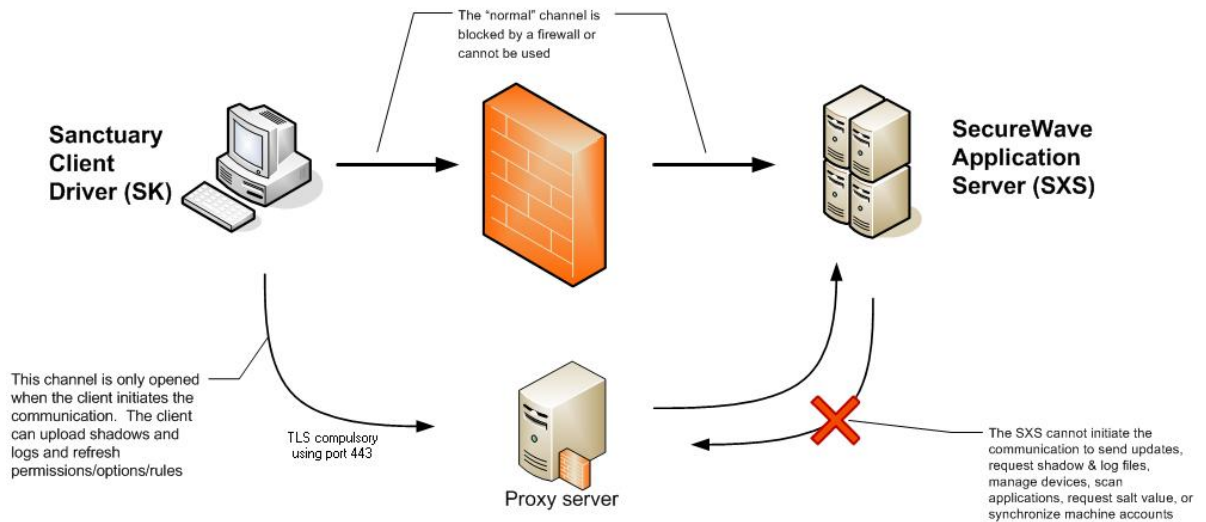 The “normal” channel is
blocked by a firewall or
cannot be used
Sanctuary
Client
Driver (SK)
SecureWave
Application
Server (SXS)
This channel is only opened
when the client initiates the
communication. The client
can upload shadows and
logs and refresh
permissions/options/rules
TLS compulsory
using port 443
Proxy server
The SXS cannot initiate the
communication to send updates,
request shadow & log files,
manage devices, scan
applications, request salt value, or
synchronize machine accounts